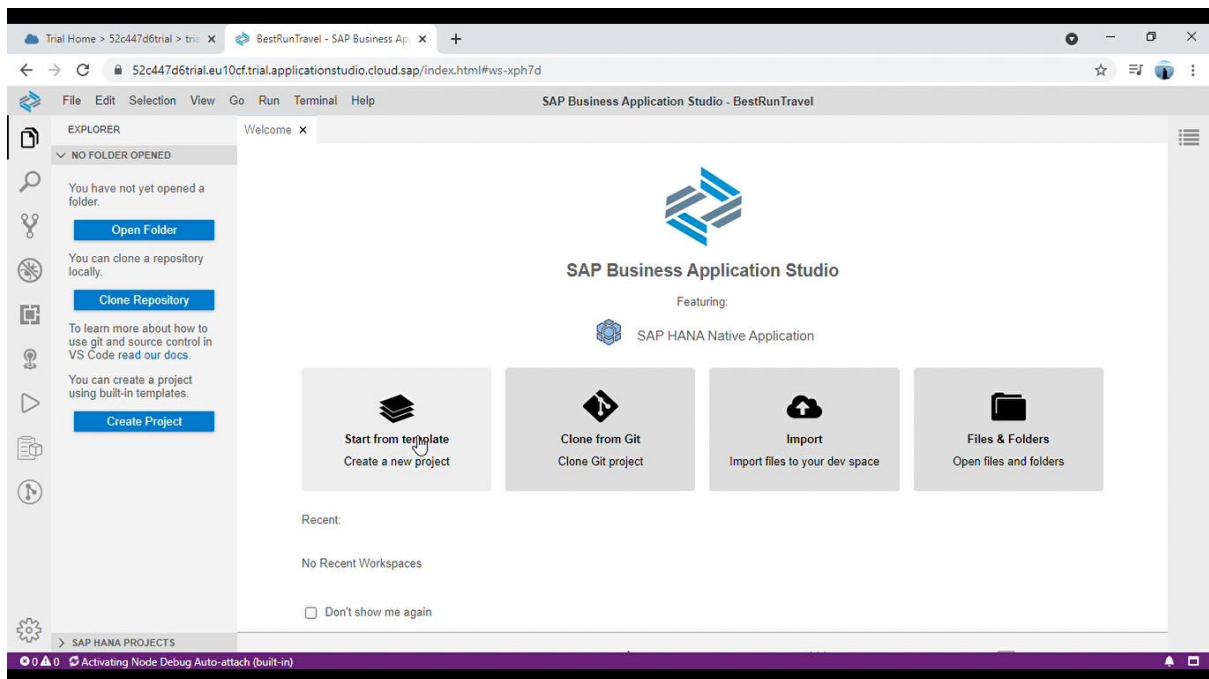 Trial Home > 52c447d6trial > tria
BestRunTravel - SAP Business Ap
52c447d6trial.eu10cf.trial.applicationstudio.cloud.sap/index.html#ws-xph7d
File Edit Selection View Go Run Terminal Help
SAP Business Application Studio - BestRunTravel
EXPLORER
Welcome
NO FOLDER OPENED
You have not yet opened a
folder.
Open Folder
You can clone a repository
locally.
Clone Repository
To learn more about how to
use git and source control in
VS Code read our docs.
You can create a project
using built-in templates.
Create Project
SAP Business Application Studio
Featuring:
SAP HANA Native Application
Start from template
Create a new project
Clone from Git
Clone Git project
Import
Import files to your dev space
Files & Folders
Open files and folders
Recent:
No Recent Workspaces
Don't show me again
SAP HANA PROJECTS
0 0 Activating Node Debug Auto-attach (built-in)